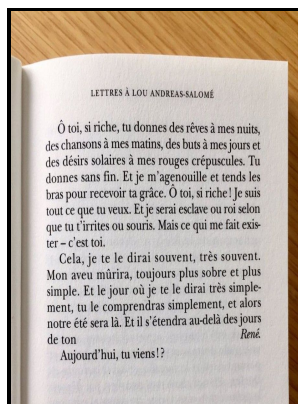 LETTRES À LOU ANDREAS-SALOMÉ
Ô toi, si riche, tu donnes des rêves à mes nuits,
des chansons à mes matins, des buts à mes jours et
des désirs solaires à mes rouges crépuscules. Tu
donnes sans fin. Et je m'agenouille et tends les
bras pour recevoir ta grâce. Ô toi, si riche ! Je suis
tout ce que tu veux. Et je serai esclave ou roi selon
que tu t'irrites ou souris. Mais ce qui me fait exis-
ter – c'est toi.
Cela, je te le dirai souvent, très souvent.
Mon aveu mûrira, toujours plus sobre et plus
simple. Et le jour où je te le dirai très simple-
ment, tu le comprendras simplement, et alors
notre été sera là. Et il s'étendra au-delà des jours
de ton René.
Aujourd'hui, tu viens ! ?